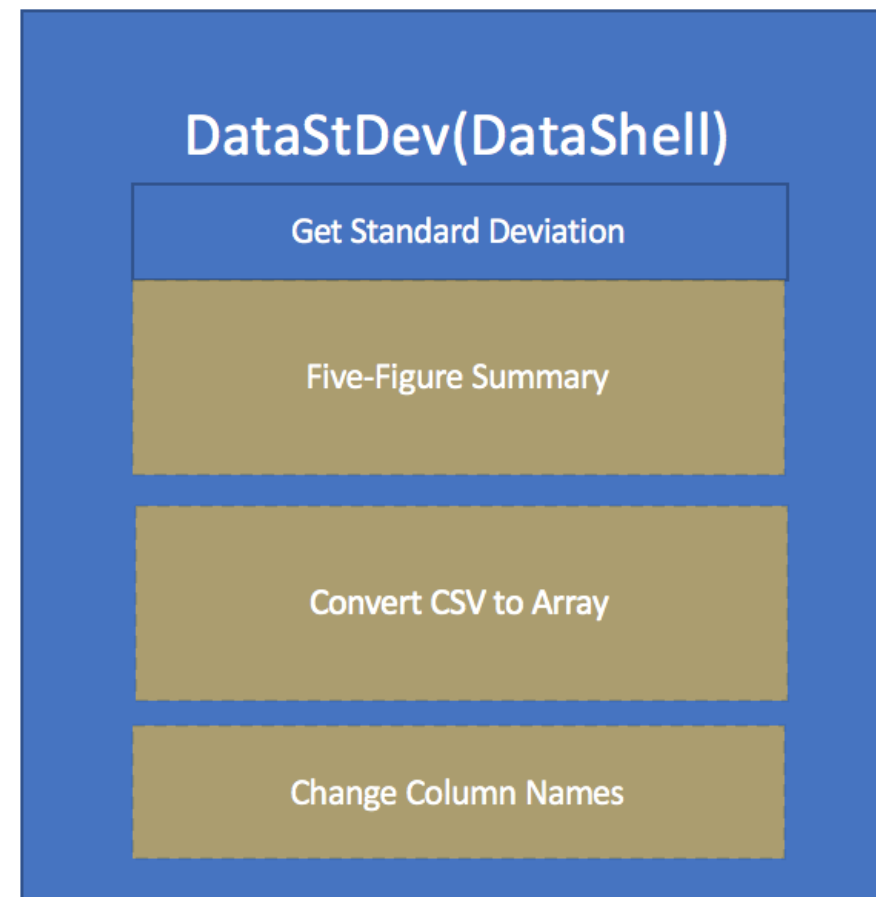 DataStDev(DataShell)
Get Standard Deviation
Five-Figure Summary
Convert CSV to Array
Change Column Names